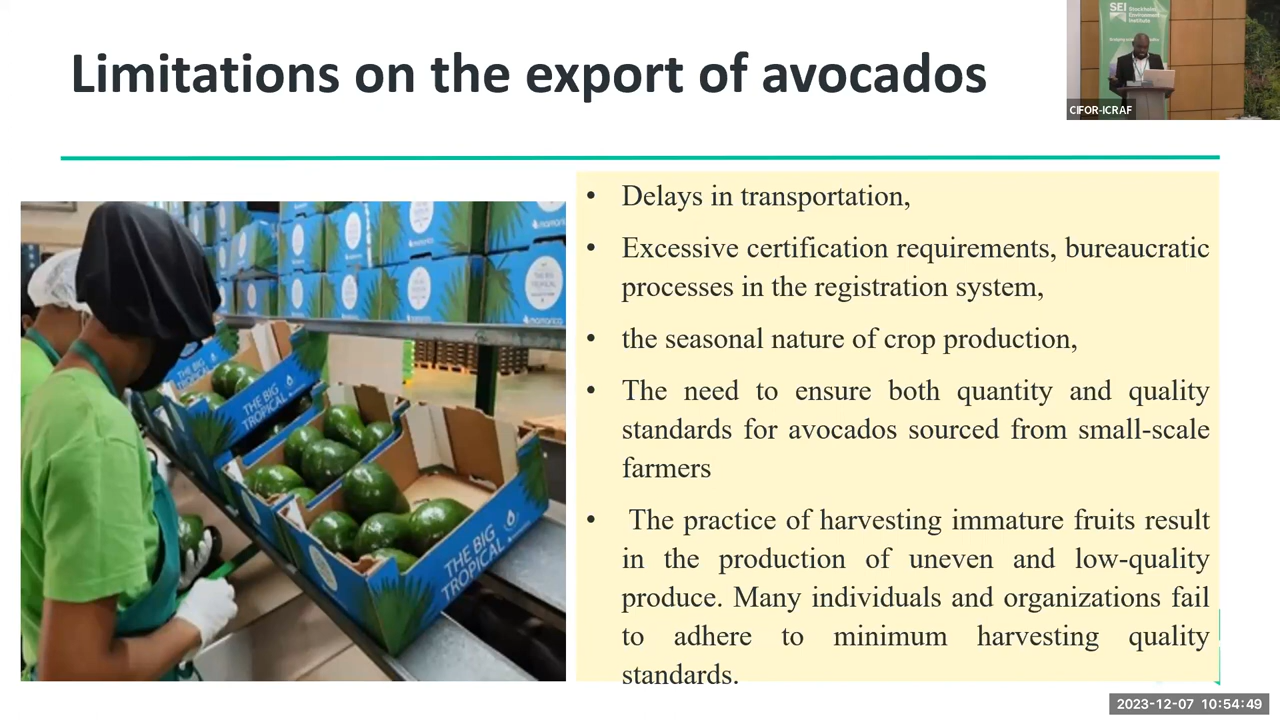 Limitations on the export of avocados
SEI Stockholm
Environment
Institute
CIFOR-ICRAF
• Delays in transportation,
• Excessive certification requirements, bureaucratic
processes in the registration system,
• the seasonal nature of crop production,
• The need to ensure both quantity and quality
standards for avocados sourced from small-scale
farmers
• The practice of harvesting immature fruits result
in the production of uneven and low-quality
produce. Many individuals and organizations fail
to adhere to minimum harvesting quality
standards.
THE BIG
TROPICAL
THE BIG
TROPICAL
THE BIG
TROPICAL
2023-12-07 10:54:49